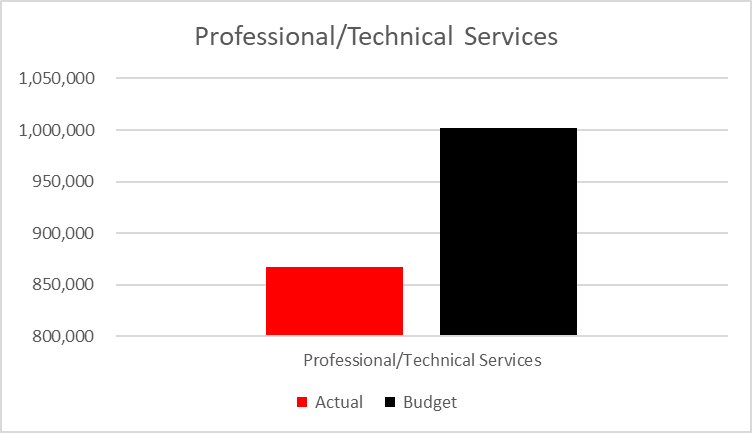 Professional/Technical Services
1,050,000
1,000,000
950,000
900,000
850,000
800,000
Professional/Technical Services
Actual Budget